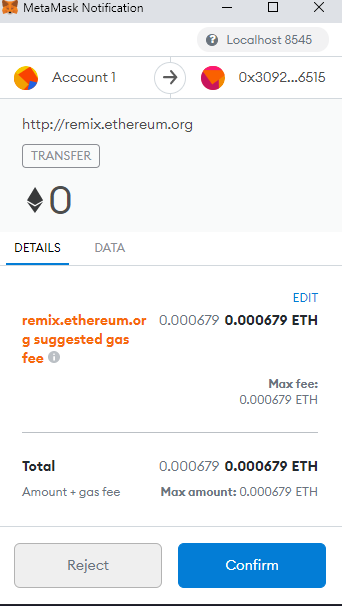 MetaMask Notification
Localhost 8545
Account 1
0x3092...6515
http://remix.ethereum.org
TRANSFER
0
DETAILS DATA
EDIT
remix.ethereum.or 0.000679 0.000679 ETH
g suggested gas
fee
Max fee:
0.000679 ETH
Total 0.000679 0.000679 ETH
Amount + gas fee Max amount: 0.000679 ETH
Reject Confirm